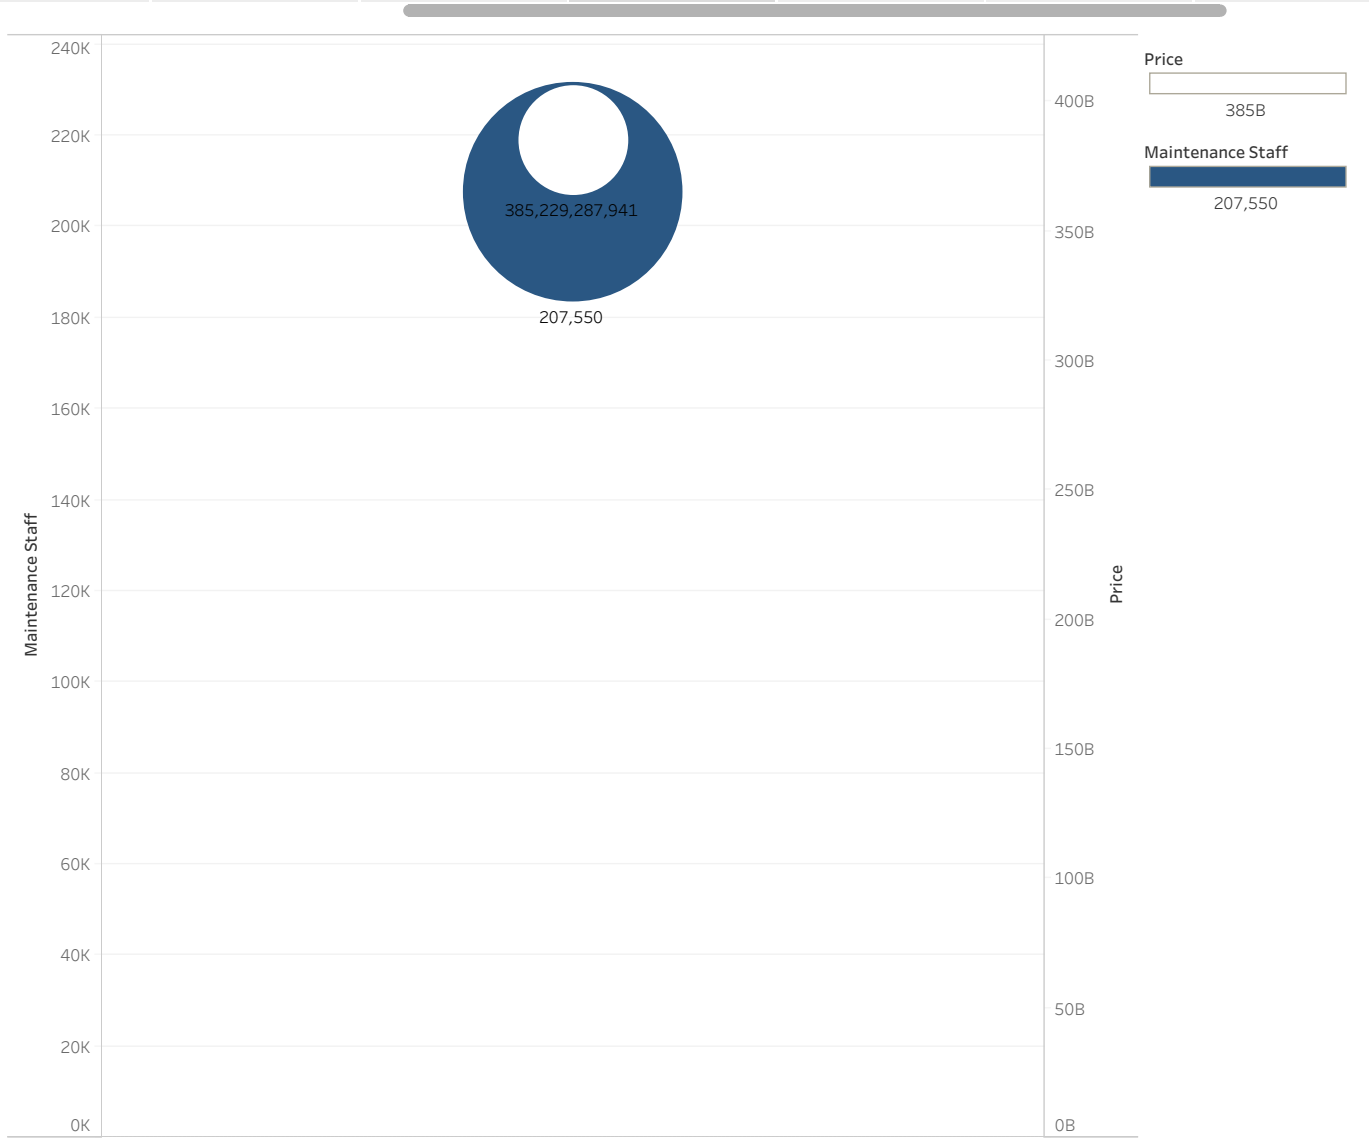 Maintenance Staff
240K
220K
200K
180K
160K
140K
120K
100K
80K
60K
40K
20K
0K
385,229,287,941
207,550
400B
350B
300B
250B
200B
150B
100B
50B
0B
Price
Price
385B
Maintenance Staff
207,550